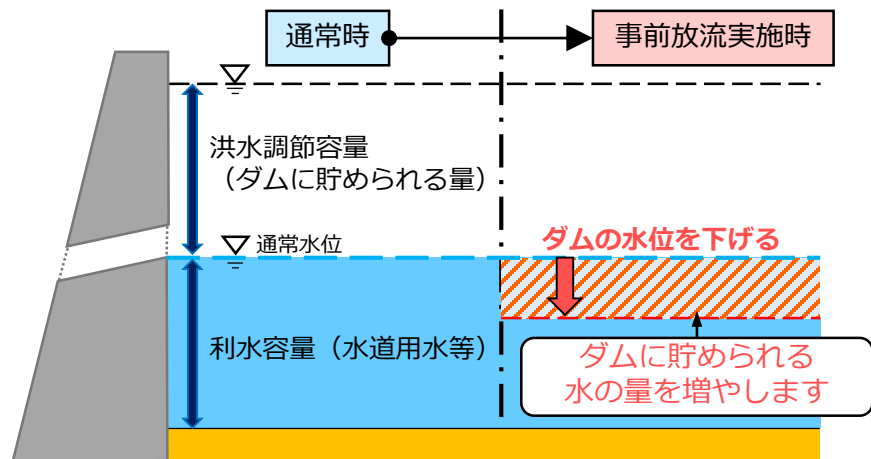 通常時
事前放流実施時
洪水調節容量
（ダムに貯められる量）
通常水位
ダムの水位を下げる
利水容量（水道用水等）
ダムに貯められる
水の量を増やします